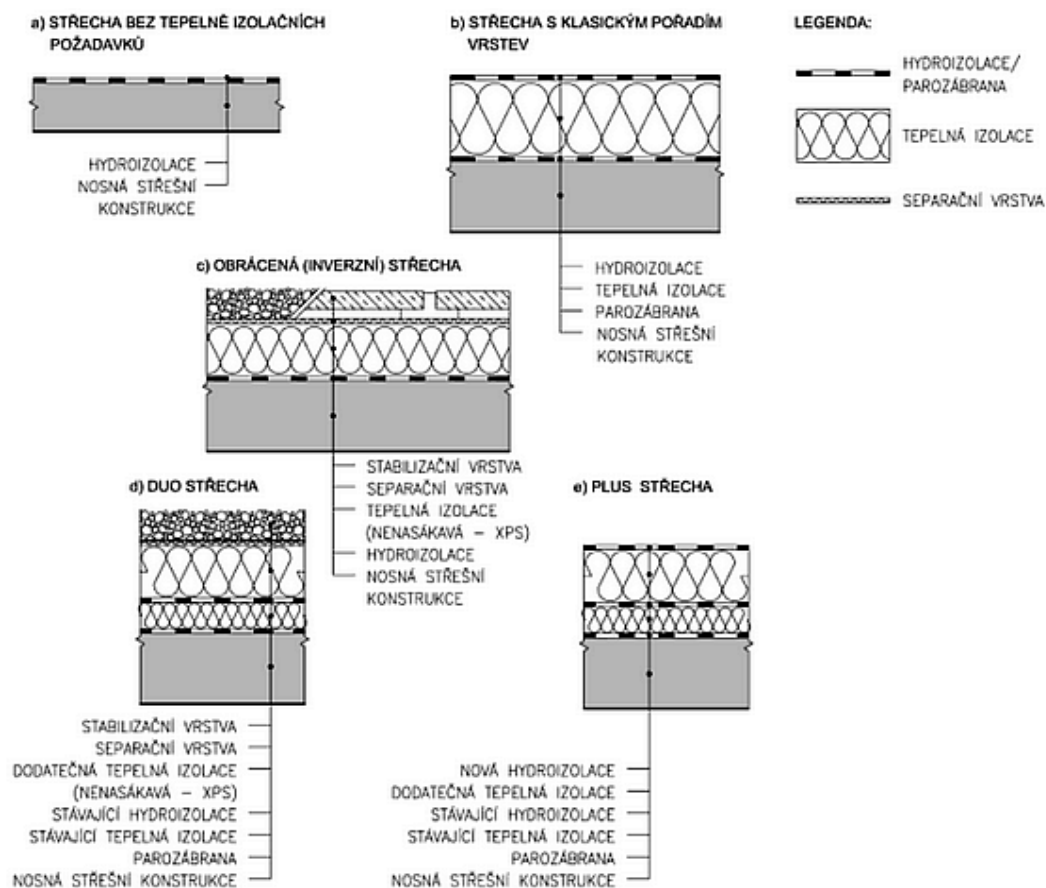 a) STŘECHA BEZ TEPELNĚ IZOLAČNÍCH
POŽADAVKŮ
HYDROIZOLACE
NOSNÁ STŘEŠNÍ
KONSTRUKCE
b) STŘECHA S KLASICKÝM POŘADÍM
VRSTEV
HYDROIZOLACE
TEPELNÁ IZOLACE
PAROZÁBRANA
NOSNÁ STŘEŠNÍ
KONSTRUKCE
LEGENDA:
HYDROIZOLACE/
PAROZÁBRANA
TEPELNÁ IZOLACE
SEPARAČNÍ VRSTVA
c) OBRÁCENÁ (INVERZNÍ) STŘECHA
STABILIZAČNÍ VRSTVA
SEPARAČNÍ VRSTVA
TEPELNÁ IZOLACE
(NENASÁKAVÁ – XPS)
HYDROIZOLACE
NOSNÁ STŘEŠNÍ
KONSTRUKCE
d) DUO STŘECHA
STABILIZAČNÍ VRSTVA
SEPARAČNÍ VRSTVA
DODATEČNÁ TEPELNÁ IZOLACE
(NENASÁKAVÁ – XPS)
STÁVAJÍCÍ HYDROIZOLACE
STÁVAJÍCÍ TEPELNÁ IZOLACE
PAROZÁBRANA
NOSNÁ STŘEŠNÍ KONSTRUKCE
e) PLUS STŘECHA
NOVÁ HYDROIZOLACE
DODATEČNÁ TEPELNÁ IZOLACE
STÁVAJÍCÍ HYDROIZOLACE
STÁVAJÍCÍ TEPELNÁ IZOLACE
PAROZÁBRANA
NOSNÁ STŘEŠNÍ KONSTRUKCE